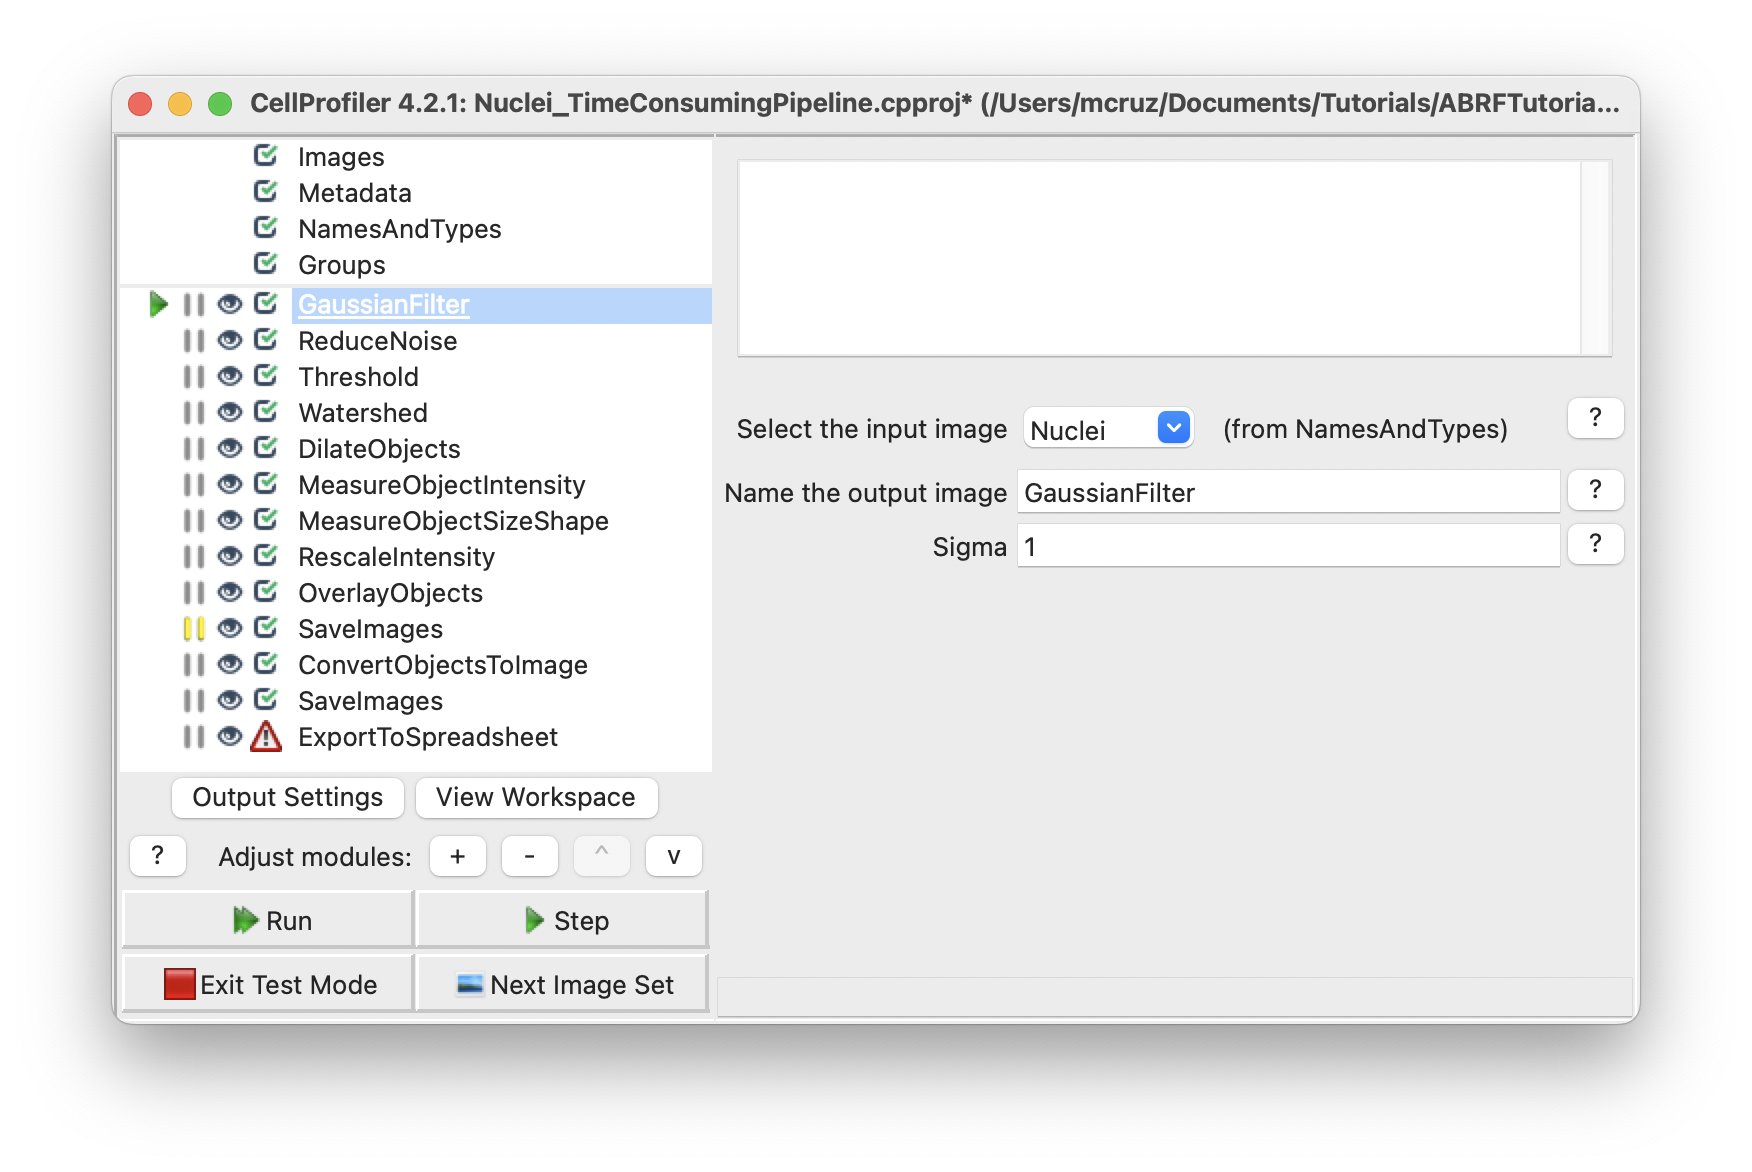 CellProfiler 4.2.1: Nuclei_TimeConsumingPipeline.cpproj* (/Users/mcruz/Documents/Tutorials/ABRFTutoria...
Images
Metadata
NamesAndTypes
Groups
GaussianFilter
ReduceNoise
Threshold
Watershed
DilateObjects
MeasureObjectIntensity
MeasureObjectSizeShape
RescaleIntensity
OverlayObjects
SaveImages
ConvertObjectsToImage
SaveImages
ExportToSpreadsheet
Output Settings View Workspace
? Adjust modules: + - ^ v
Run Step
Exit Test Mode Next Image Set
Select the input image Nuclei (from NamesAndTypes) ?
Name the output image GaussianFilter ?
Sigma 1 ?